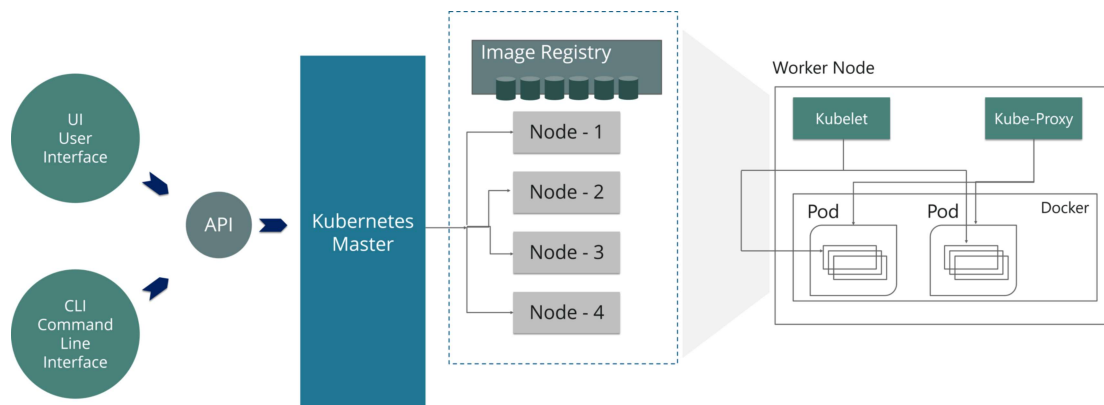 UI
User
Interface
CLI
Command
Line
Interface
API
Kubernetes
Master
Image Registry
Node - 1
Node - 2
Node - 3
Node - 4
Worker Node
Kubelet
Kube-Proxy
Docker
Pod
Pod